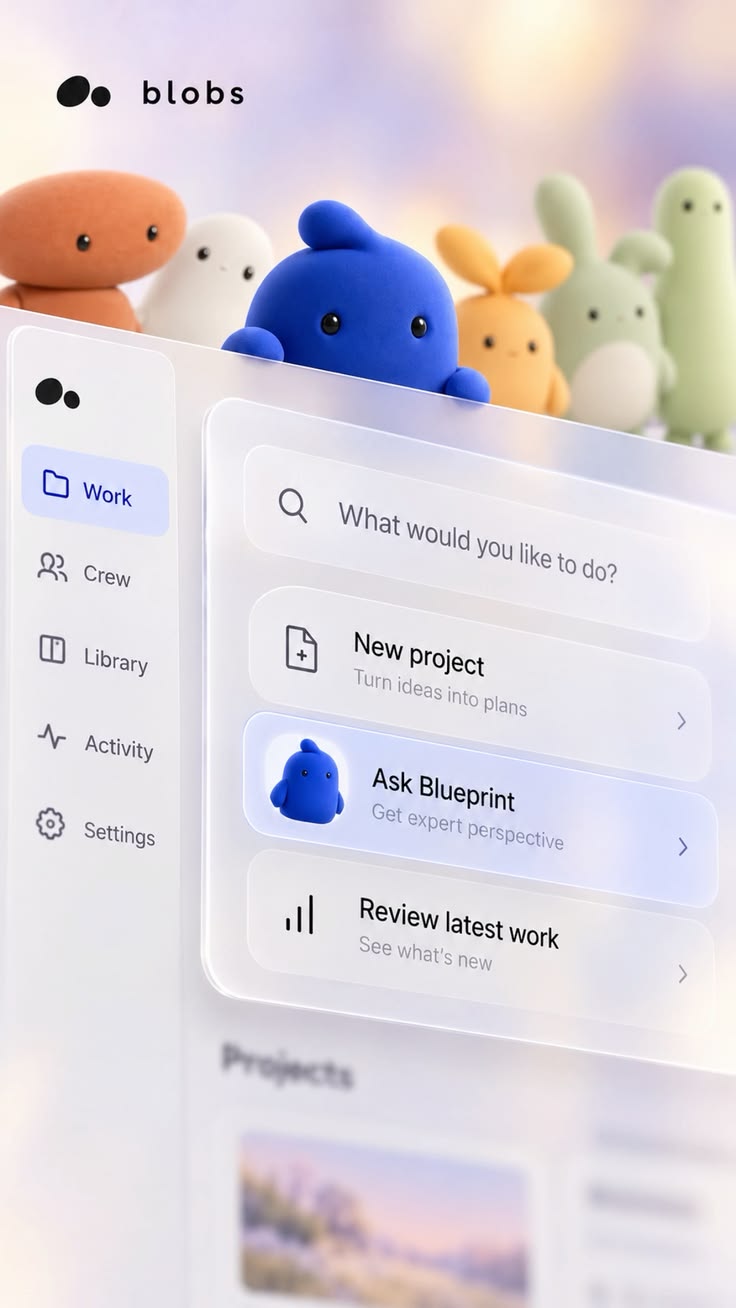 blobs
Work
Crew
Library
Activity
Settings
What would you like to do?
New project
Turn ideas into plans
Ask Blueprint
Get expert perspective
Review latest work
See what's new
Projects